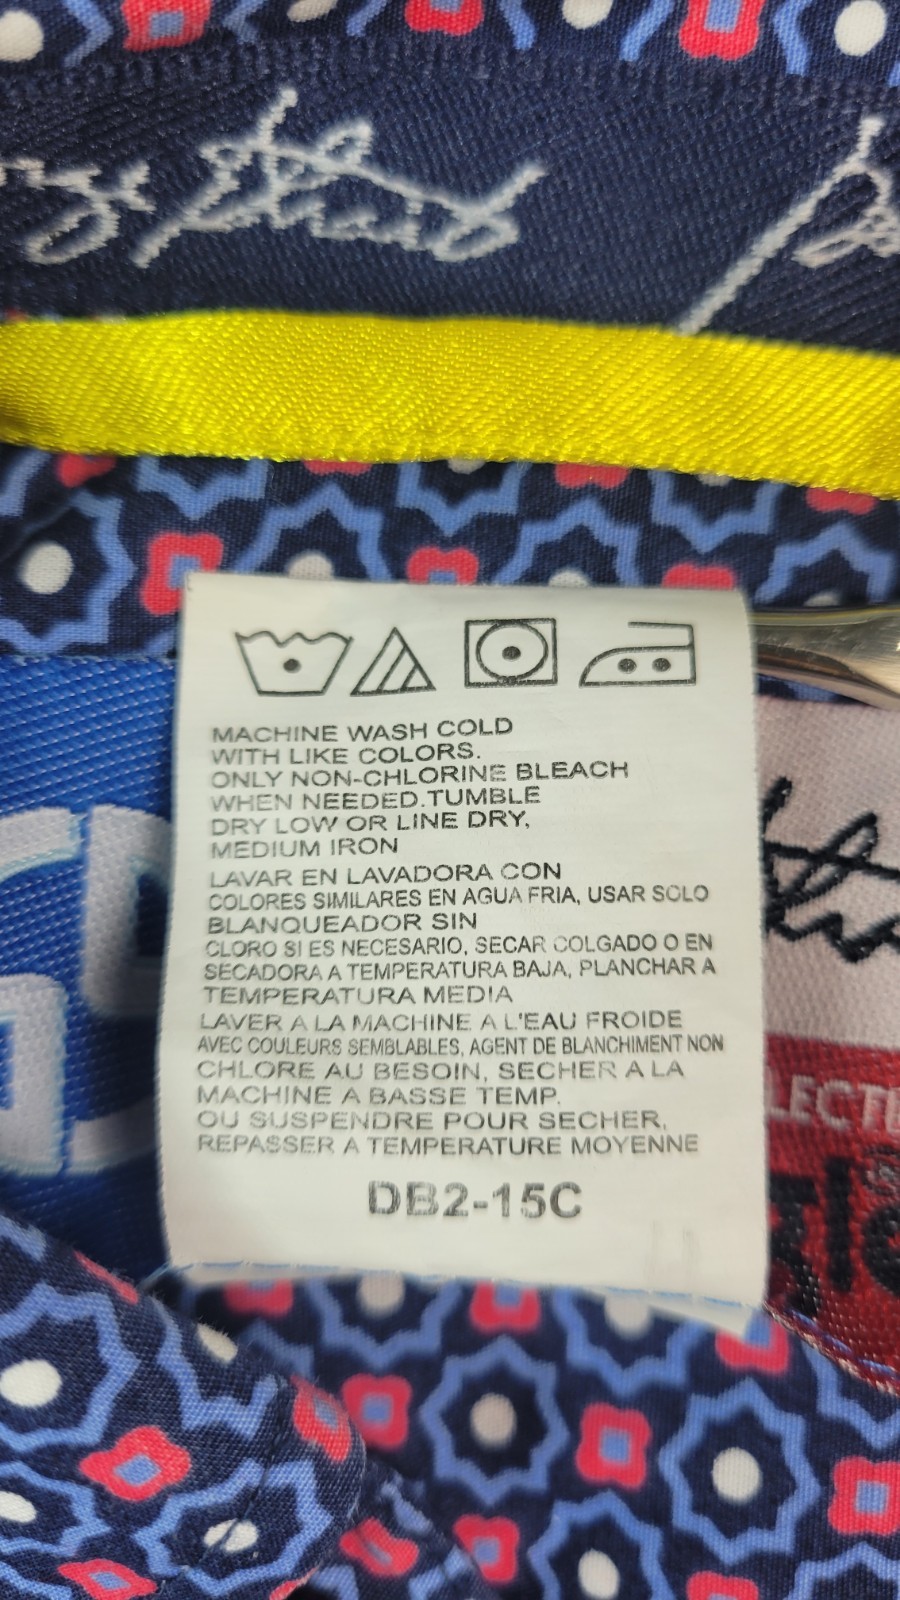 George Strait
MACHINE WASH COLD
WITH LIKE COLORS.
ONLY NON-CHLORINE BLEACH
WHEN NEEDED.TUMBLE
DRY LOW OR LINE DRY,
MEDIUM IRON
LAVAR EN LAVADORA CON
COLORES SIMILARES EN AGUA FRIA, USAR SOLO
BLANQUEADOR SIN
CLORO SI ES NECESARIO, SECAR COLGADO O EN
SECADORA A TEMPERATURA BAJA, PLANCHAR A
TEMPERATURA MEDIA
LAVER A LA MACHINE A L'EAU FROIDE
AVEC COULEURS SEMBLABLES, AGENT DE BLANCHIMENT NON
CHLORE AU BESOIN, SECHER A LA
MACHINE A BASSE TEMP.
OU SUSPENDRE POUR SECHER,
REPASSER A TEMPERATURE MOYENNE
DB2-15C
LECTE